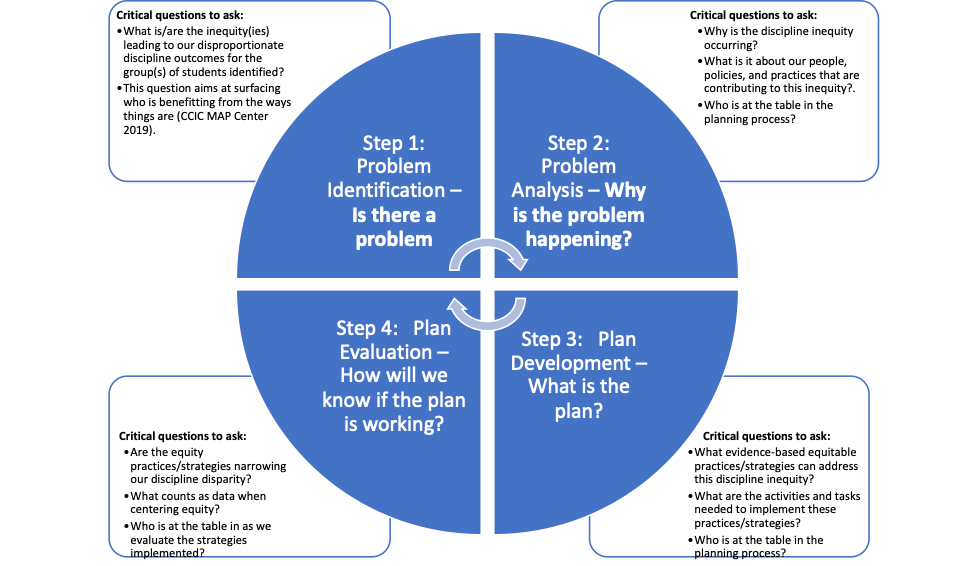 Critical questions to ask:
•What is/are the inequity(ies)
leading to our disproportionate
discipline outcomes for the
group(s) of students identified?
•This question aims at surfacing
who is benefitting from the ways
things are (CCIC MAP Center
2019).
Critical questions to ask:
•Why is the discipline inequity
occurring?
•What is it about our people,
policies, and practices that are
contributing to this inequity?.
•Who is at the table in the
planning process?
Step 1:
Problem
Identification –
Is there a
problem
Step 2:
Problem
Analysis – Why
is the problem
happening?
Step 4:   Plan
Evaluation –
How will we
know if the plan
is working?
Step 3:   Plan
Development –
What is the
plan?
Critical questions to ask:
•Are the equity
practices/strategies narrowing
our discipline disparity?
•What counts as data when
centering equity?
•Who is at the table in as we
evaluate the strategies
implemented?
Critical questions to ask:
•What evidence-based equitable
practices/strategies can address
this discipline inequity?
•What are the activities and tasks
needed to implement these
practices/strategies?
•Who is at the table in the
planning process?